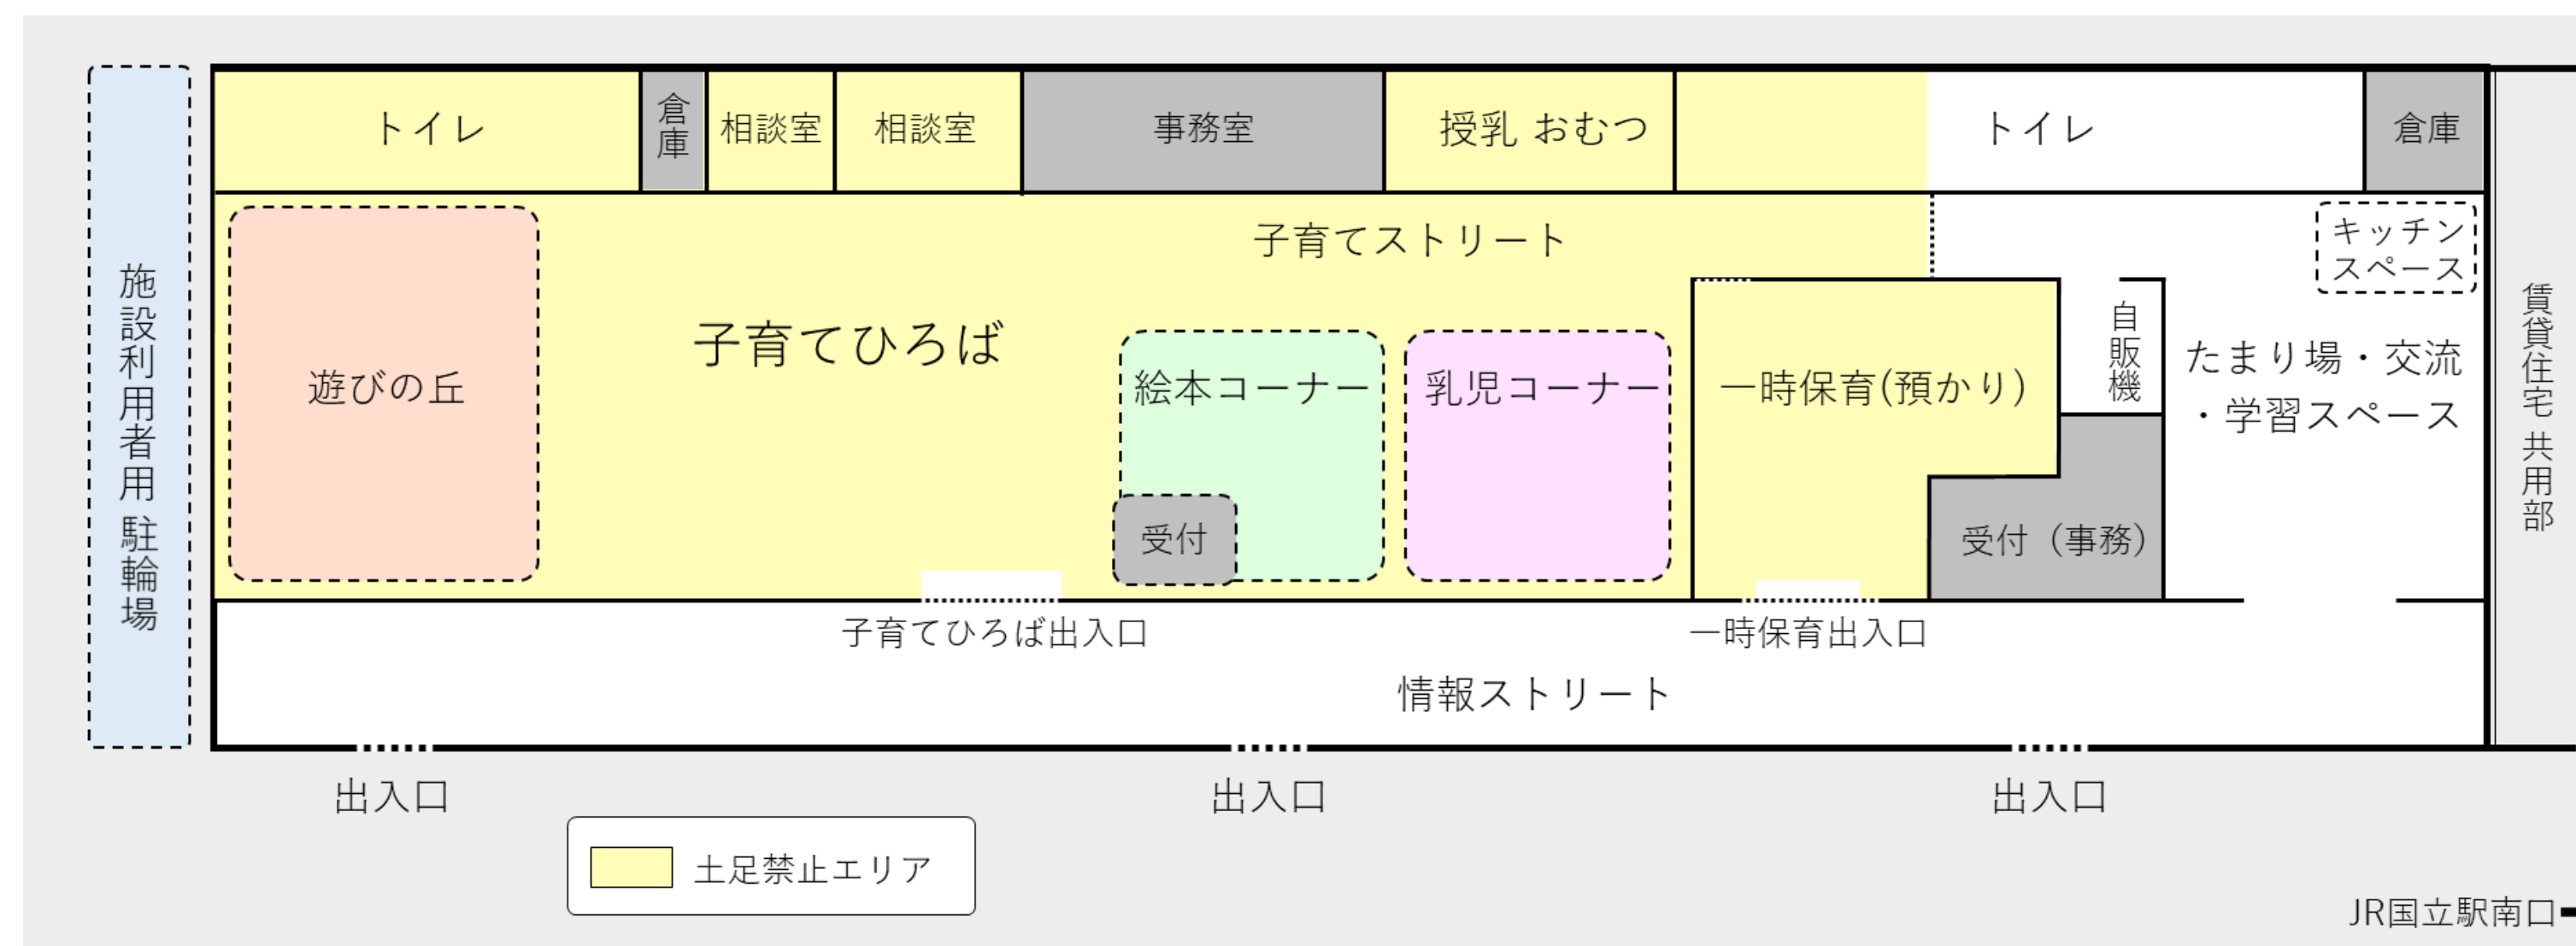 トイレ
倉庫
相談室
相談室
事務室
授乳 おむつ
トイレ
倉庫
子育てストリート
キッチン
スペース
施設利用者用 駐輪場
遊びの丘
子育てひろば
絵本コーナー
乳児コーナー
一時保育(預かり)
自販機
たまり場・交流
・学習スペース
賃貸住宅 共用部
受付
受付（事務）
子育てひろば出入口
一時保育出入口
情報ストリート
出入口
出入口
出入口
土足禁止エリア
JR国立駅南口